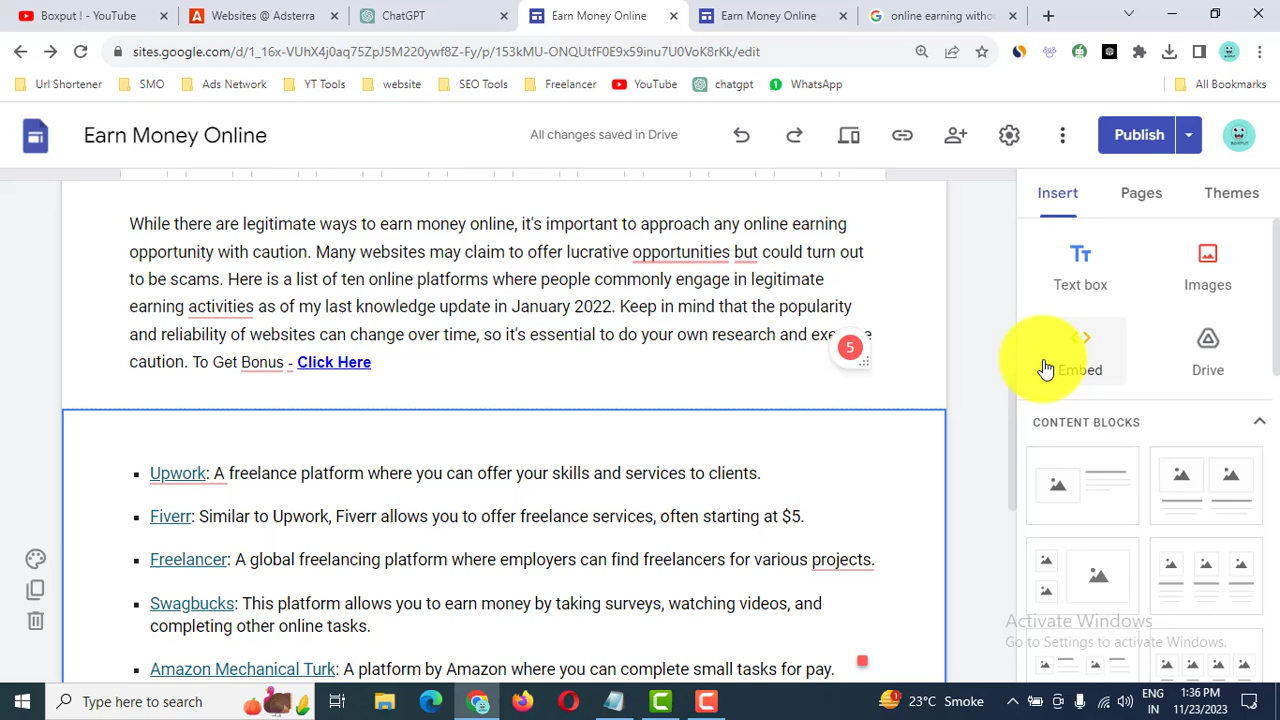 Boxput ! - YouTube
Websites @ Adsterra
ChatGPT
Earn Money Online
Earn Money Online
online earning witho
sites.google.com/d/1_16x-VUhX4j0aq75ZpJ5M220ywf8Z-Fy/p/153kMU-ONQUtfF0E9x59inu7U0VoK8rKk/edit
Url Shortener
SMO
Ads Network
YT Tools
website
SEO Tools
Freelancer
YouTube
chatgpt
WhatsApp
All Bookmarks
Earn Money Online
All changes saved in Drive
Publish
Insert
Pages
Themes
While there are legitimate ways to earn money online, it's important to approach any online earning
opportunity with caution. Many websites may claim to offer lucrative opportunities but could turn out
to be scams. Here is a list of ten online platforms where people commonly engage in legitimate
earning activities as of my last knowledge update in January 2022. Keep in mind that the popularity
and reliability of websites can change over time, so it's essential to do your own research and
caution. To Get Bonus - Click Here
5
Text box
Images
Embed
Drive
CONTENT BLOCKS
▪ Upwork: A freelance platform where you can offer your skills and services to clients.
▪ Fiverr: Similar to Upwork, Fiverr allows you to offer freelance services, often starting at $5.
▪ Freelancer: A global freelancing platform where employers can find freelancers for various projects.
▪ Swagbucks: This platform allows you to earn money by taking surveys, watching videos, and
completing other online tasks.
▪ Amazon Mechanical Turk: A platform by Amazon where you can complete small tasks for pay.
Activate Windows
Go to Settings to activate Windows.
Type here to search
1
23°C Smoke
ENG
IN
1:36 PM
11/23/2023